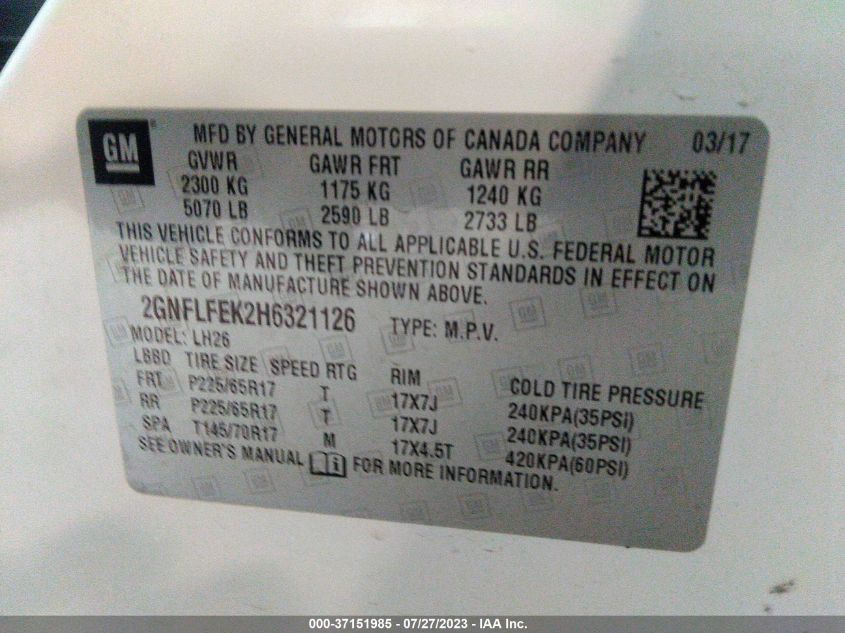 GM ® MFD BY GENERAL MOTORS OF CANADA COMPANY 03/17
GVWR GAWR FRT GAWR RR
2300 KG 1175 KG 1240 KG
5070 LB 2590 LB 2733 LB
THIS VEHICLE CONFORMS TO ALL APPLICABLE U.S. FEDERAL MOTOR
VEHICLE SAFETY AND THEFT PREVENTION STANDARDS IN EFFECT ON
THE DATE OF MANUFACTURE SHOWN ABOVE.
2GNFLFEK2H6321126 TYPE: M.P.V.
MODEL: LH26
LBBD TIRE SIZE SPEED RTG RIM COLD TIRE PRESSURE
FRT P225/65R17 T 17X7J 240KPA(35PSI)
RR P225/65R17 T 17X7J 240KPA(35PSI)
SPA T145/70R17 M 17X4.5T 420KPA(60PSI)
SEE OWNER'S MANUAL FOR MORE INFORMATION.
000-37151985 - 07/27/2023 - IAA Inc.